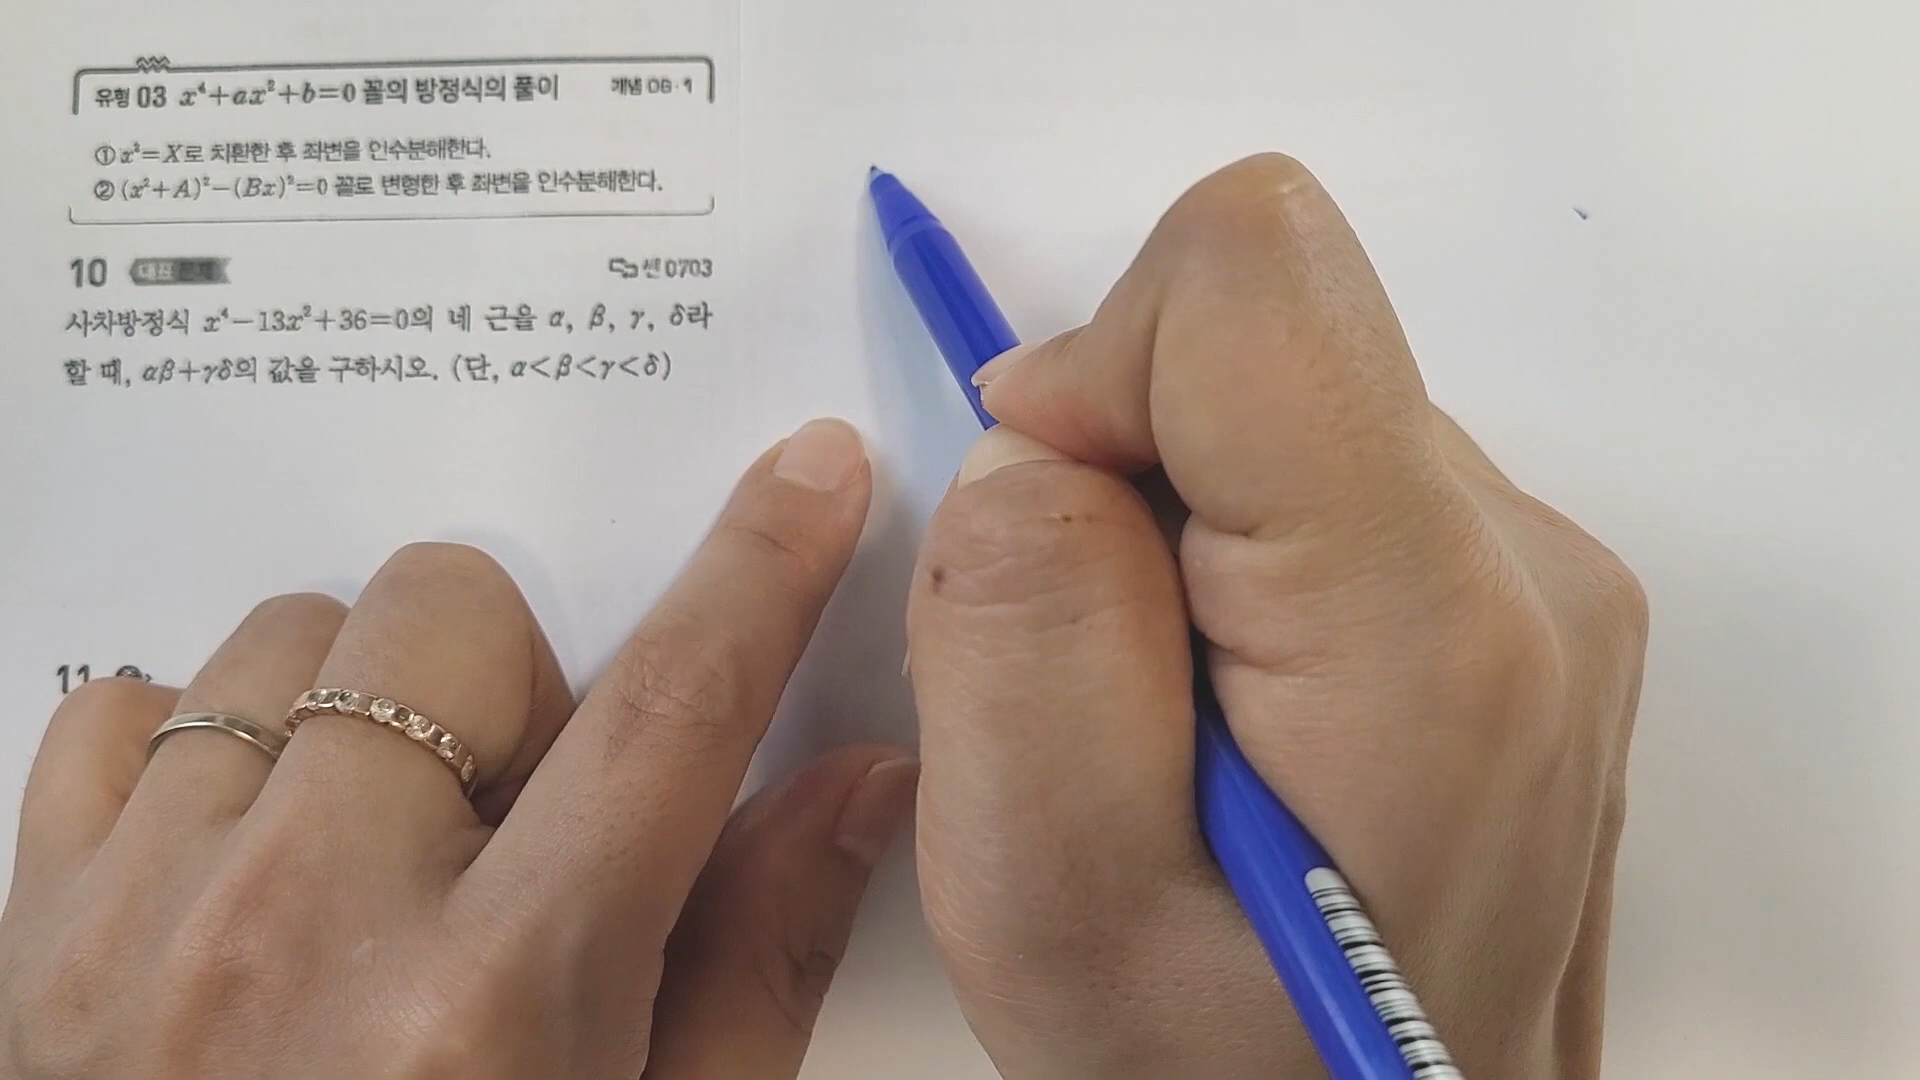 유형 03 x⁴+ax²+b=0 꼴의 방정식의 풀이 개념 06·1
① x²=X로 치환한 후 좌변을 인수분해한다.
② (x²+A)²-(Bx)²=0 꼴로 변형한 후 좌변을 인수분해한다.
10 대표 문제 쎈 0703
사차방정식 x⁴-13x²+36=0의 네 근을 α, β, γ, δ라
할 때, αβ+γδ의 값을 구하시오. (단, α<β<γ<δ)
11